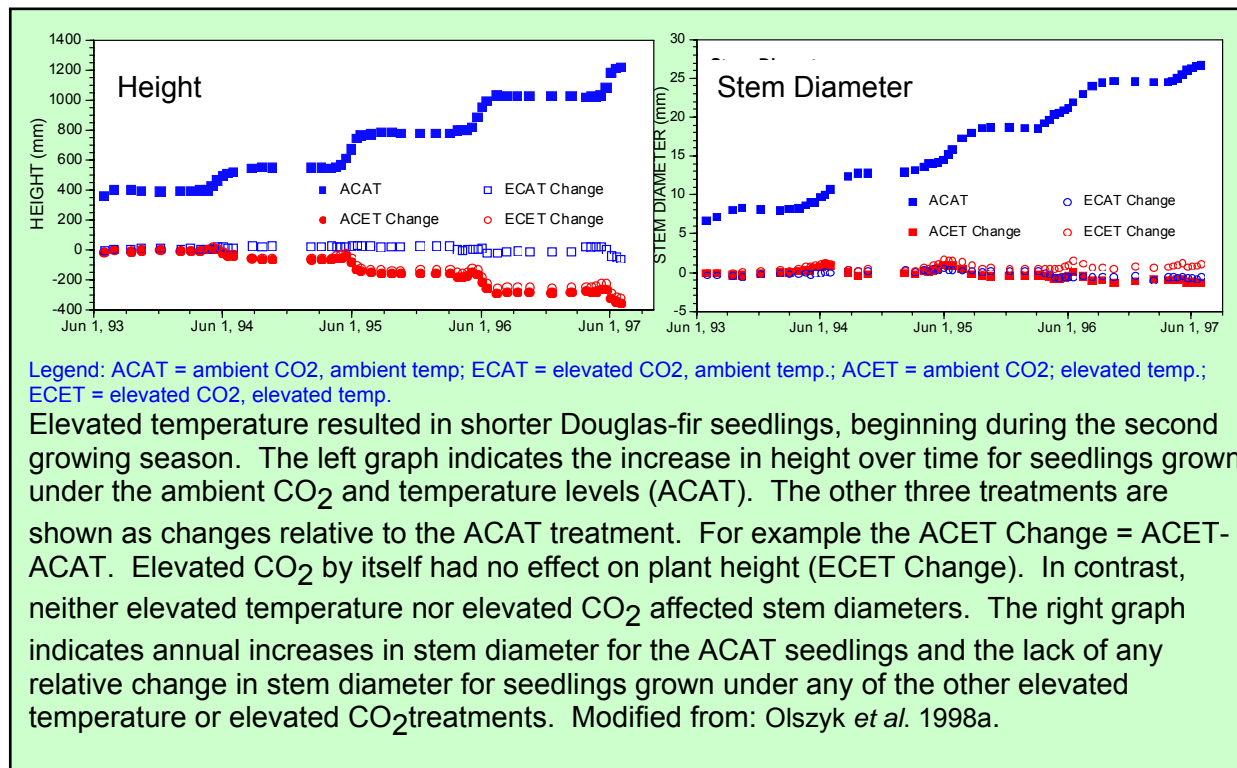 1400
1200
1000
800
600
400
200
0
-200
-400
HEIGHT (mm)
Height
ACAT
ECAT Change
ACET Change
ECET Change
Jun 1, 93
Jun 1, 94
Jun 1, 95
Jun 1, 96
Jun 1, 97
30
25
20
15
10
5
0
-5
STEM DIAMETER (mm)
Stem Diameter
ACAT
ECAT Change
ACET Change
ECET Change
Jun 1, 93
Jun 1, 94
Jun 1, 95
Jun 1, 96
Jun 1, 97
Legend: ACAT = ambient CO2, ambient temp; ECAT = elevated CO2, ambient temp.; ACET = ambient CO2; elevated temp.;
ECET = elevated CO2, elevated temp.
Elevated temperature resulted in shorter Douglas-fir seedlings, beginning during the second
growing season. The left graph indicates the increase in height over time for seedlings grown
under the ambient CO2 and temperature levels (ACAT). The other three treatments are
shown as changes relative to the ACAT treatment. For example the ACET Change = ACET-
ACAT. Elevated CO2 by itself had no effect on plant height (ECET Change). In contrast,
neither elevated temperature nor elevated CO2 affected stem diameters. The right graph
indicates annual increases in stem diameter for the ACAT seedlings and the lack of any
relative change in stem diameter for seedlings grown under any of the other elevated
temperature or elevated CO2treatments. Modified from: Olszyk et al. 1998a.